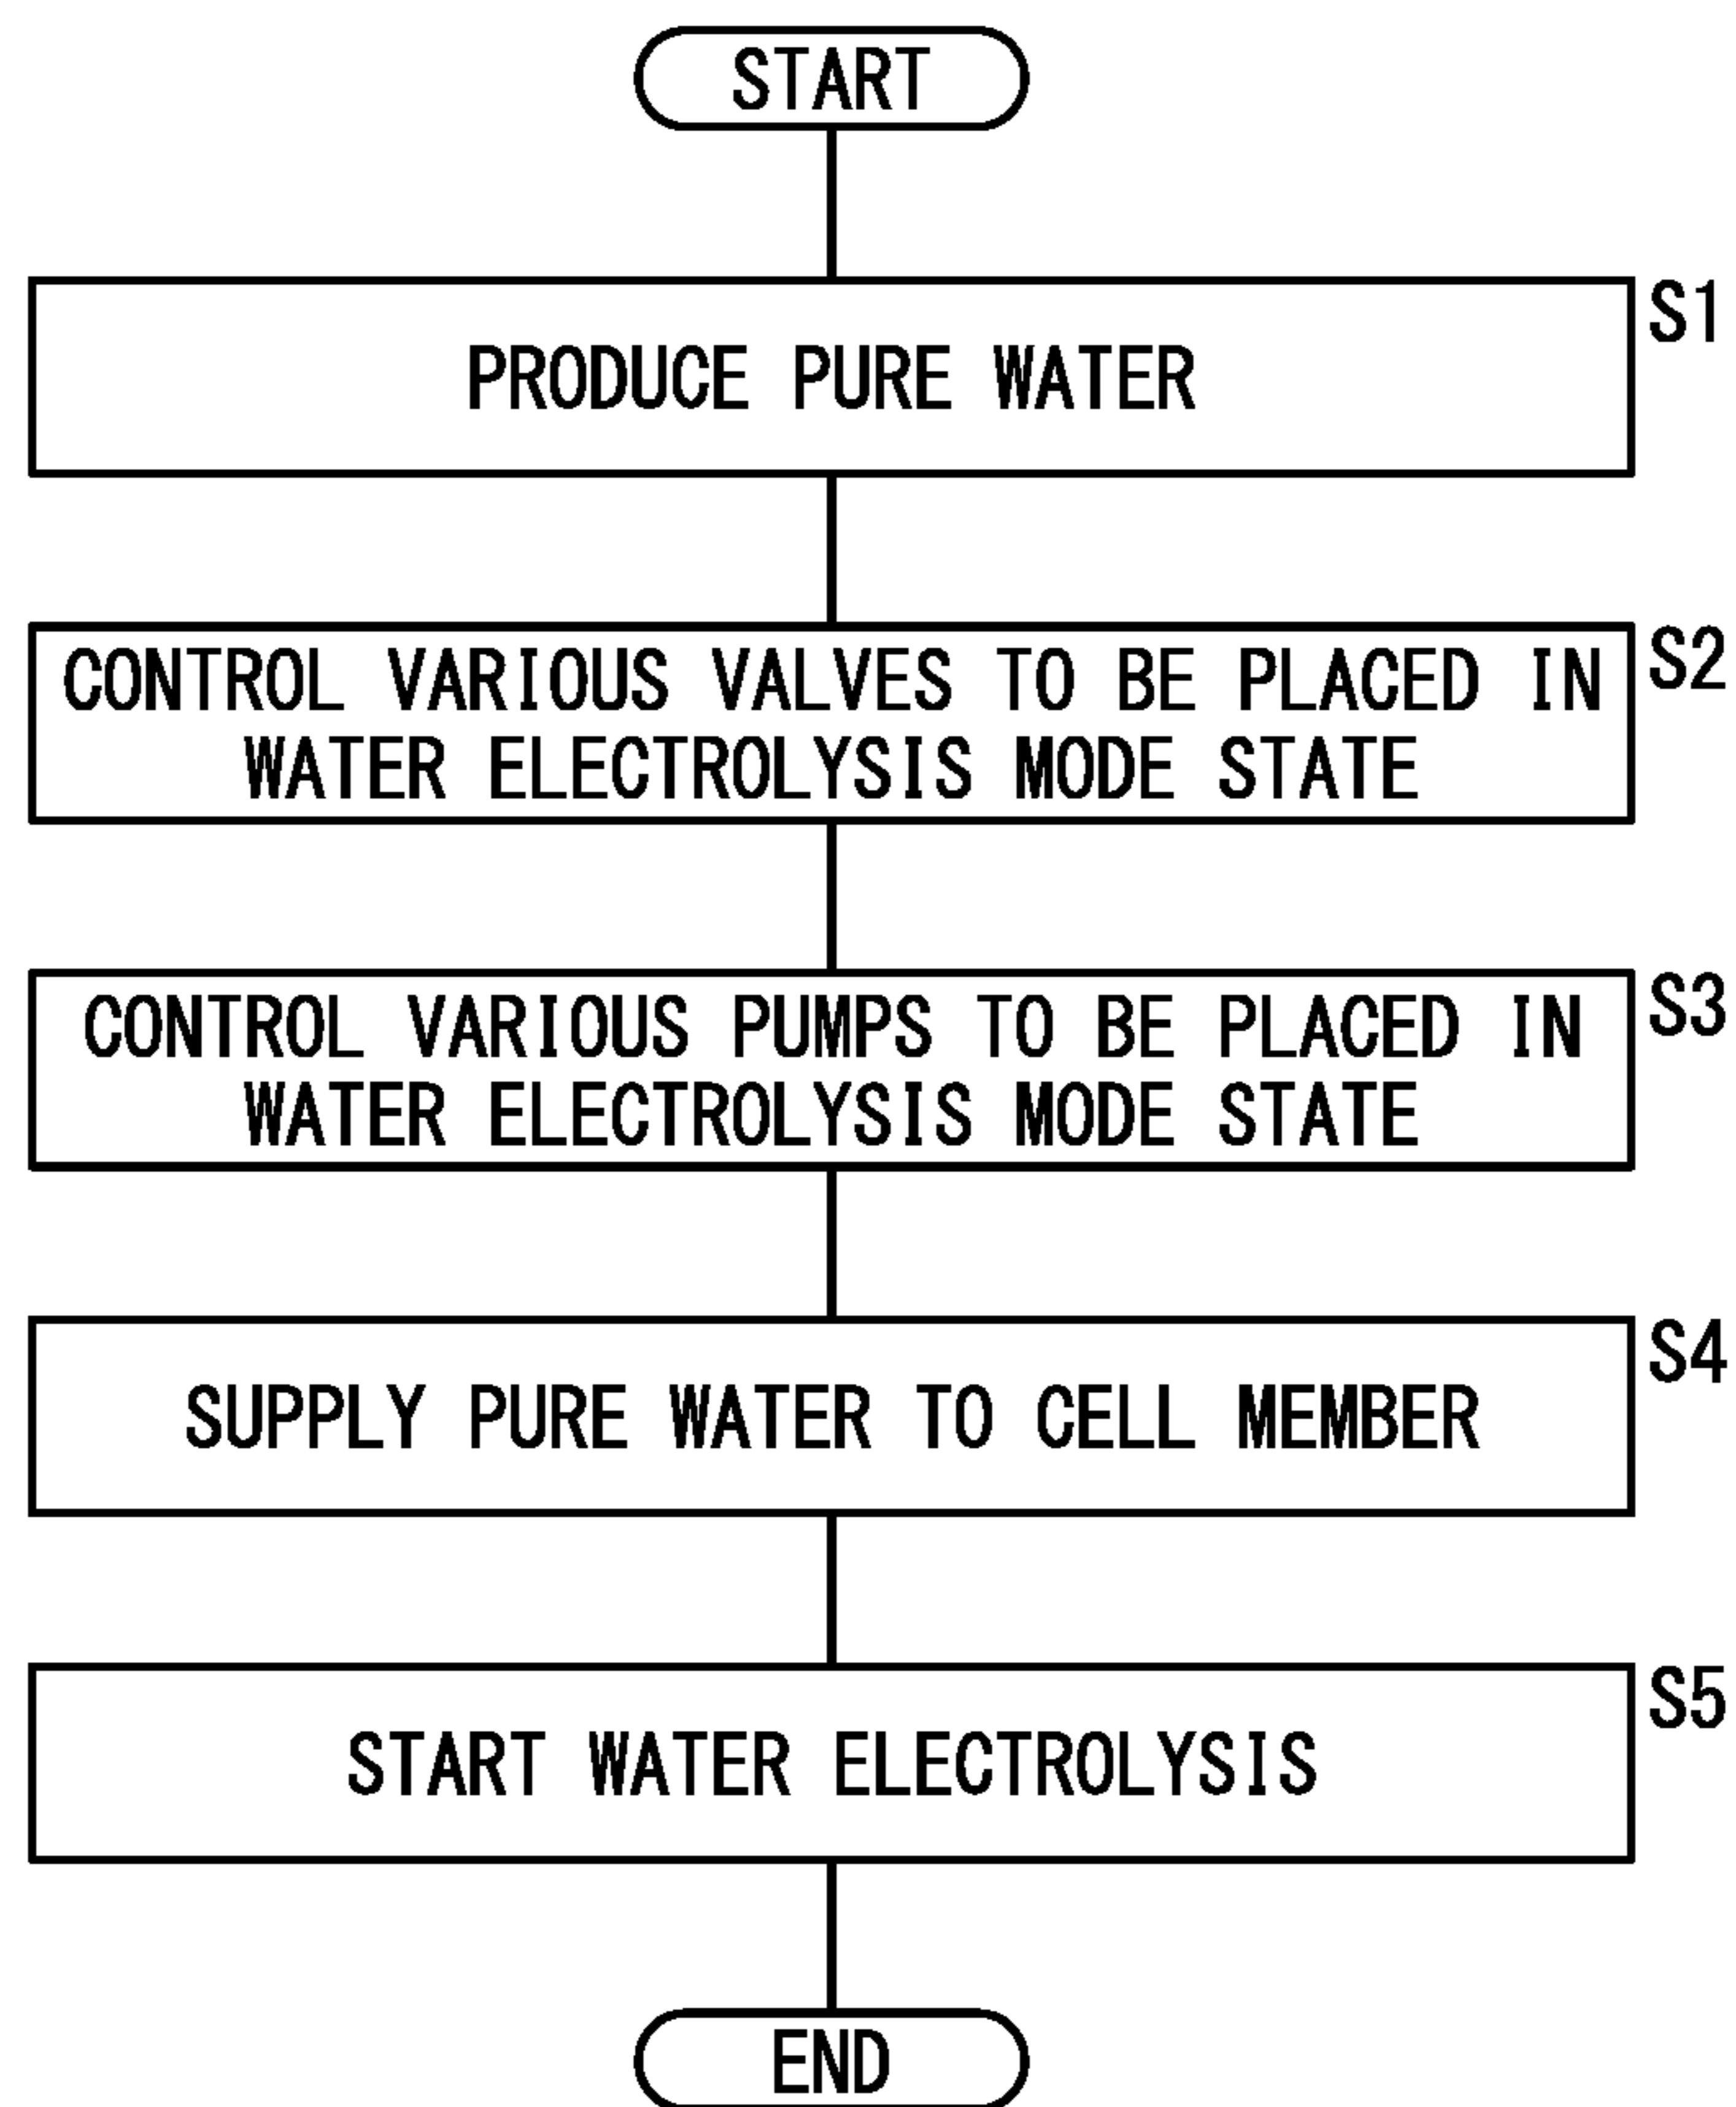 START
S1
PRODUCE PURE WATER
S2
CONTROL VARIOUS VALVES TO BE PLACED IN
WATER ELECTROLYSIS MODE STATE
S3
CONTROL VARIOUS PUMPS TO BE PLACED IN
WATER ELECTROLYSIS MODE STATE
S4
SUPPLY PURE WATER TO CELL MEMBER
S5
START WATER ELECTROLYSIS
END